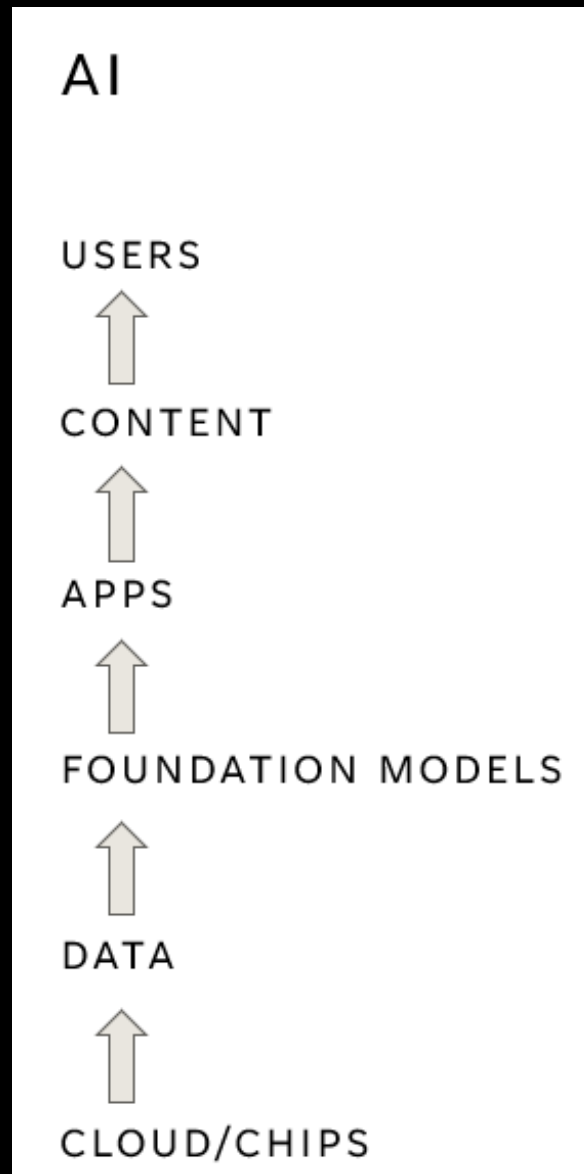 AI
USERS
CONTENT
APPS
FOUNDATION MODELS
DATA
CLOUD/CHIPS